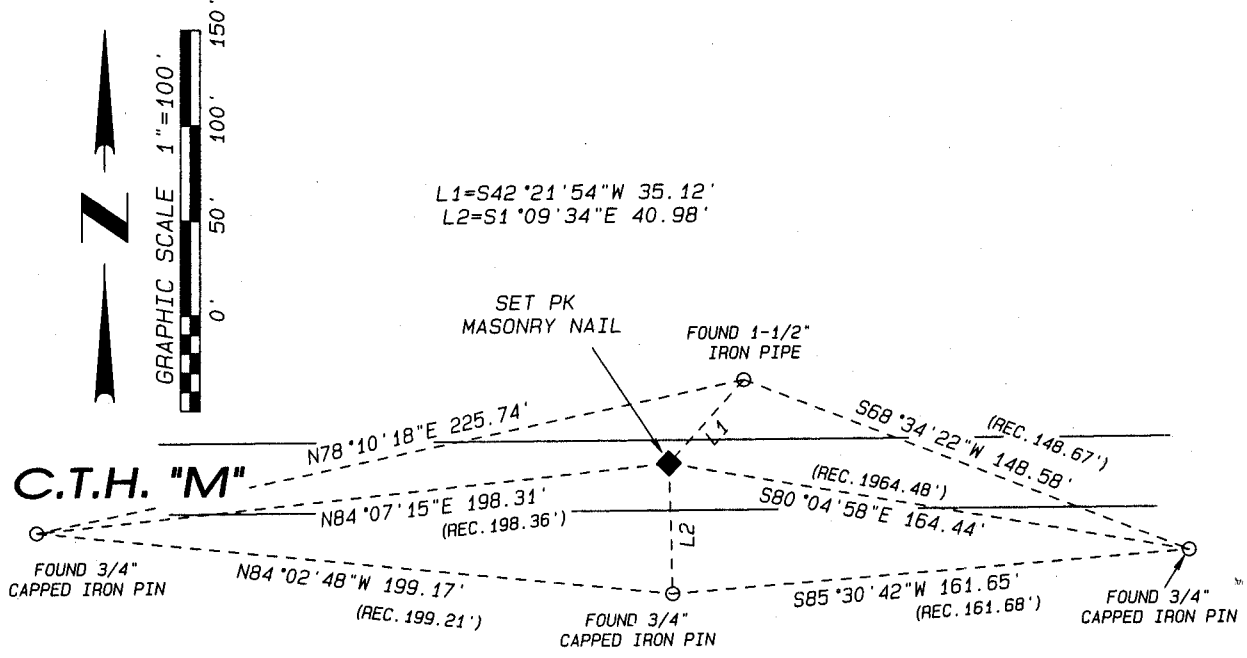 150'
100'
50'
0'
GRAPHIC SCALE 1"=100'
N
L1=S42°21'54"W 35.12'
L2=S1°09'34"E 40.98'
SET PK
MASONRY NAIL
FOUND 1-1/2"
IRON PIPE
N78°10'18"E 225.74'
L1
S68°34'22"W 148.58'
(REC.148.67')
C.T.H. "M"
N84°07'15"E 198.31'
(REC.198.36')
(REC.1964.48')
S80°04'58"E 164.44'
L2
FOUND 3/4"
CAPPED IRON PIN
N84°02'48"W 199.17'
(REC.199.21')
FOUND 3/4"
CAPPED IRON PIN
S85°30'42"W 161.65'
(REC.161.68')
FOUND 3/4"
CAPPED IRON PIN